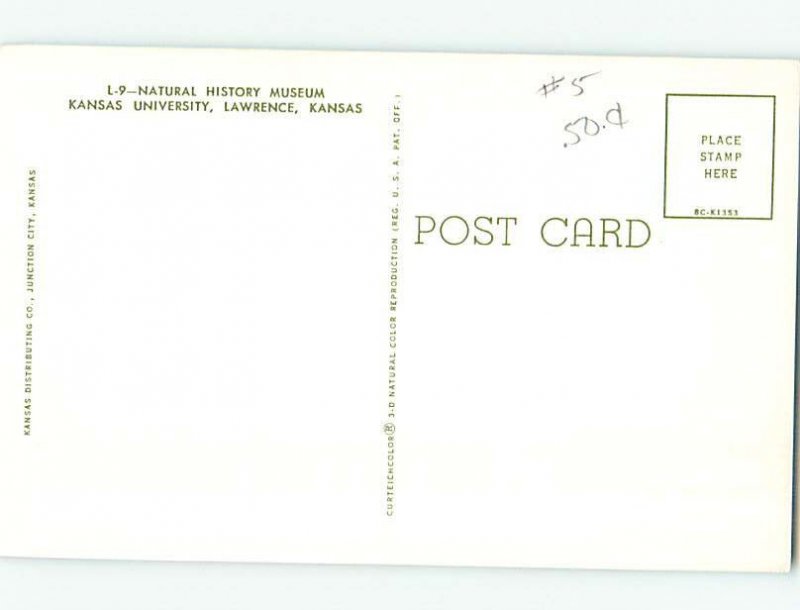 L-9—NATURAL HISTORY MUSEUM
KANSAS UNIVERSITY, LAWRENCE, KANSAS
KANSAS DISTRIBUTING CO., JUNCTION CITY, KANSAS
CURTEICHCOLOR® 3-D NATURAL COLOR REPRODUCTION (REG. U. S. A. PAT. OFF.)
#5
.50.¢
POST CARD
PLACE
STAMP
HERE
8C-K1353